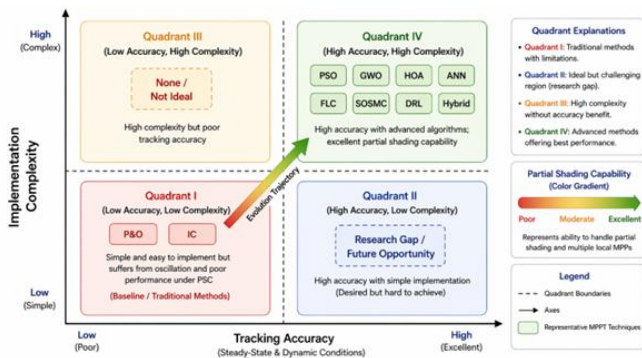 High
(Complex)
Implementation
Complexity
Low
(Simple)
Quadrant III
(Low Accuracy, High Complexity)
None /
Not Ideal
High complexity but poor
tracking accuracy
Quadrant IV
(High Accuracy, High Complexity)
PSO
GWO
HOA
ANN
FLC
SOSMC
DRL
Hybrid
High accuracy with advanced algorithms;
excellent partial shading capability
Evolution Trajectory
Quadrant I
(Low Accuracy, Low Complexity)
P&O
IC
Simple and easy to implement but
suffers from oscillation and poor
performance under PSC
(Baseline / Traditional Methods)
Quadrant II
(High Accuracy, Low Complexity)
Research Gap /
Future Opportunity
High accuracy with simple implementation
(Desired but hard to achieve)
Low
(Poor)
Tracking Accuracy
(Steady-State & Dynamic Conditions)
High
(Excellent)
Quadrant Explanations
• Quadrant I: Traditional methods
with limitations.
• Quadrant II: Ideal but challenging
region (research gap).
• Quadrant III: High complexity
without accuracy benefit.
• Quadrant IV: Advanced methods
offering best performance.
Partial Shading Capability
(Color Gradient)
Poor
Moderate
Excellent
Represents ability to handle partial
shading and multiple local MPPs
Legend
Quadrant Boundaries
Axes
Representative MPPT Techniques